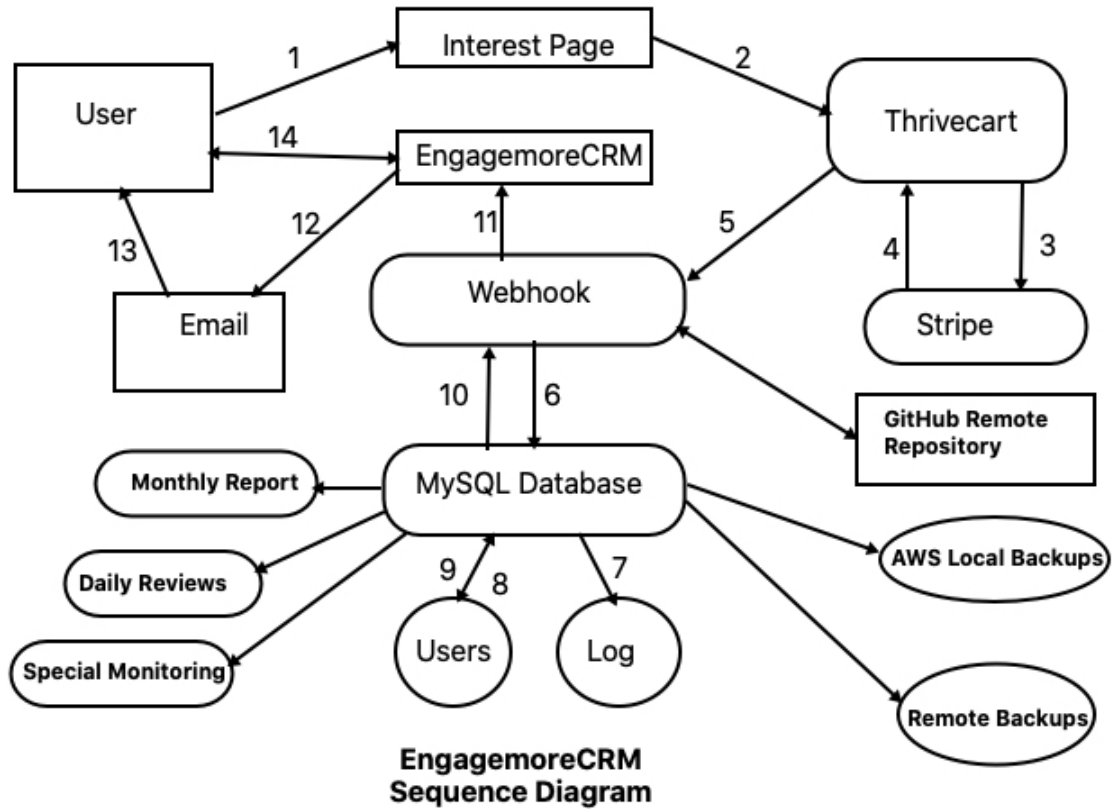 1
Interest Page
2
User
Thrivecart
14
EngagemoreCRM
12
11
5
13
4
3
Webhook
Email
Stripe
10
6
GitHub Remote
Repository
Monthly Report
MySQL Database
AWS Local Backups
Daily Reviews
9
8
7
Users
Log
Special Monitoring
Remote Backups
EngagemoreCRM
Sequence Diagram